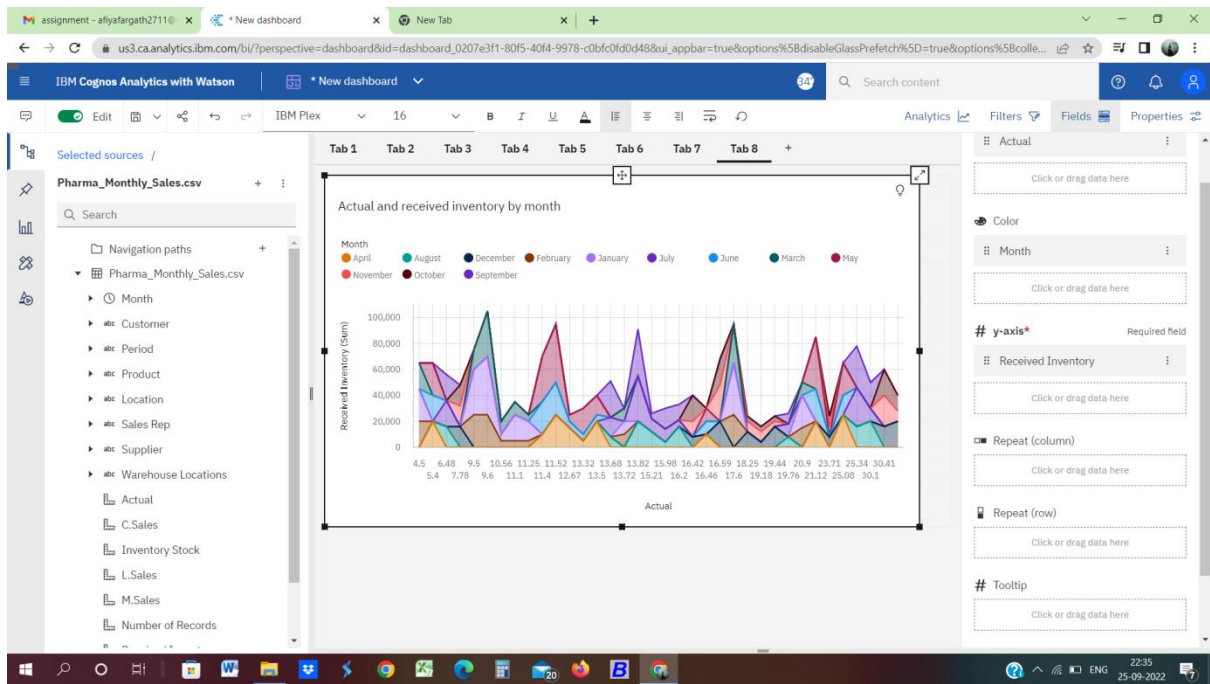 assignment - afiyafargath2711@
* New dashboard
New Tab
us3.ca.analytics.ibm.com/bi/?perspective=dashboard&id=dashboard_0207e3f1-80f5-40f4-9978-c0bfc0fd0d48&ui_appbar=true&options%5BdisableGlassPrefetch%5D=true&options%5Bcolle...
IBM Cognos Analytics with Watson
* New dashboard
Search content
Edit
IBM Plex
16
B I U A
Analytics
Filters
Fields
Properties
Selected sources /
Pharma_Monthly_Sales.csv
Search
Navigation paths
Pharma_Monthly_Sales.csv
Month
abc Customer
abc Period
abc Product
abc Location
abc Sales Rep
abc Supplier
abc Warehouse Locations
Actual
C.Sales
Inventory Stock
L.Sales
M.Sales
Number of Records
Tab 1 Tab 2 Tab 3 Tab 4 Tab 5 Tab 6 Tab 7 Tab 8 +
Actual and received inventory by month
Month
April August December February January July June March May
November October September
Received Inventory (Sum)
100,000
80,000
60,000
40,000
20,000
0
4.5 6.48 9.5 10.56 11.25 11.52 13.32 13.68 13.82 15.98 16.42 16.59 18.25 19.44 20.9 23.71 25.34 30.41
5.4 7.78 9.6 11.1 11.4 12.67 13.5 13.72 15.21 16.2 16.46 17.6 19.18 19.76 21.12 25.08 30.1
Actual
Actual
Click or drag data here
Color
Month
Click or drag data here
# y-axis* Required field
Received Inventory
Click or drag data here
Repeat (column)
Click or drag data here
Repeat (row)
Click or drag data here
# Tooltip
Click or drag data here
20
ENG
22:35
25-09-2022
7